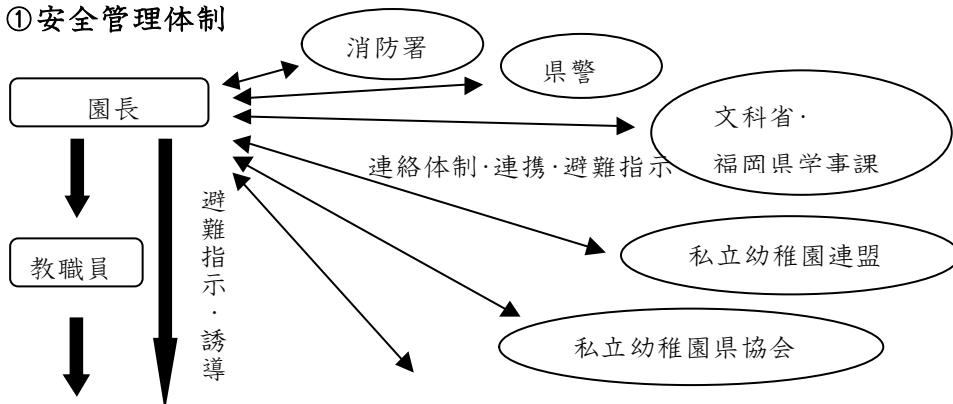 ①安全管理体制
消防署
県警
園長
文科省·
福岡県学事課
連絡体制·連携·避難指示
避難指示·誘導
教職員
私立幼稚園連盟
私立幼稚園県協会